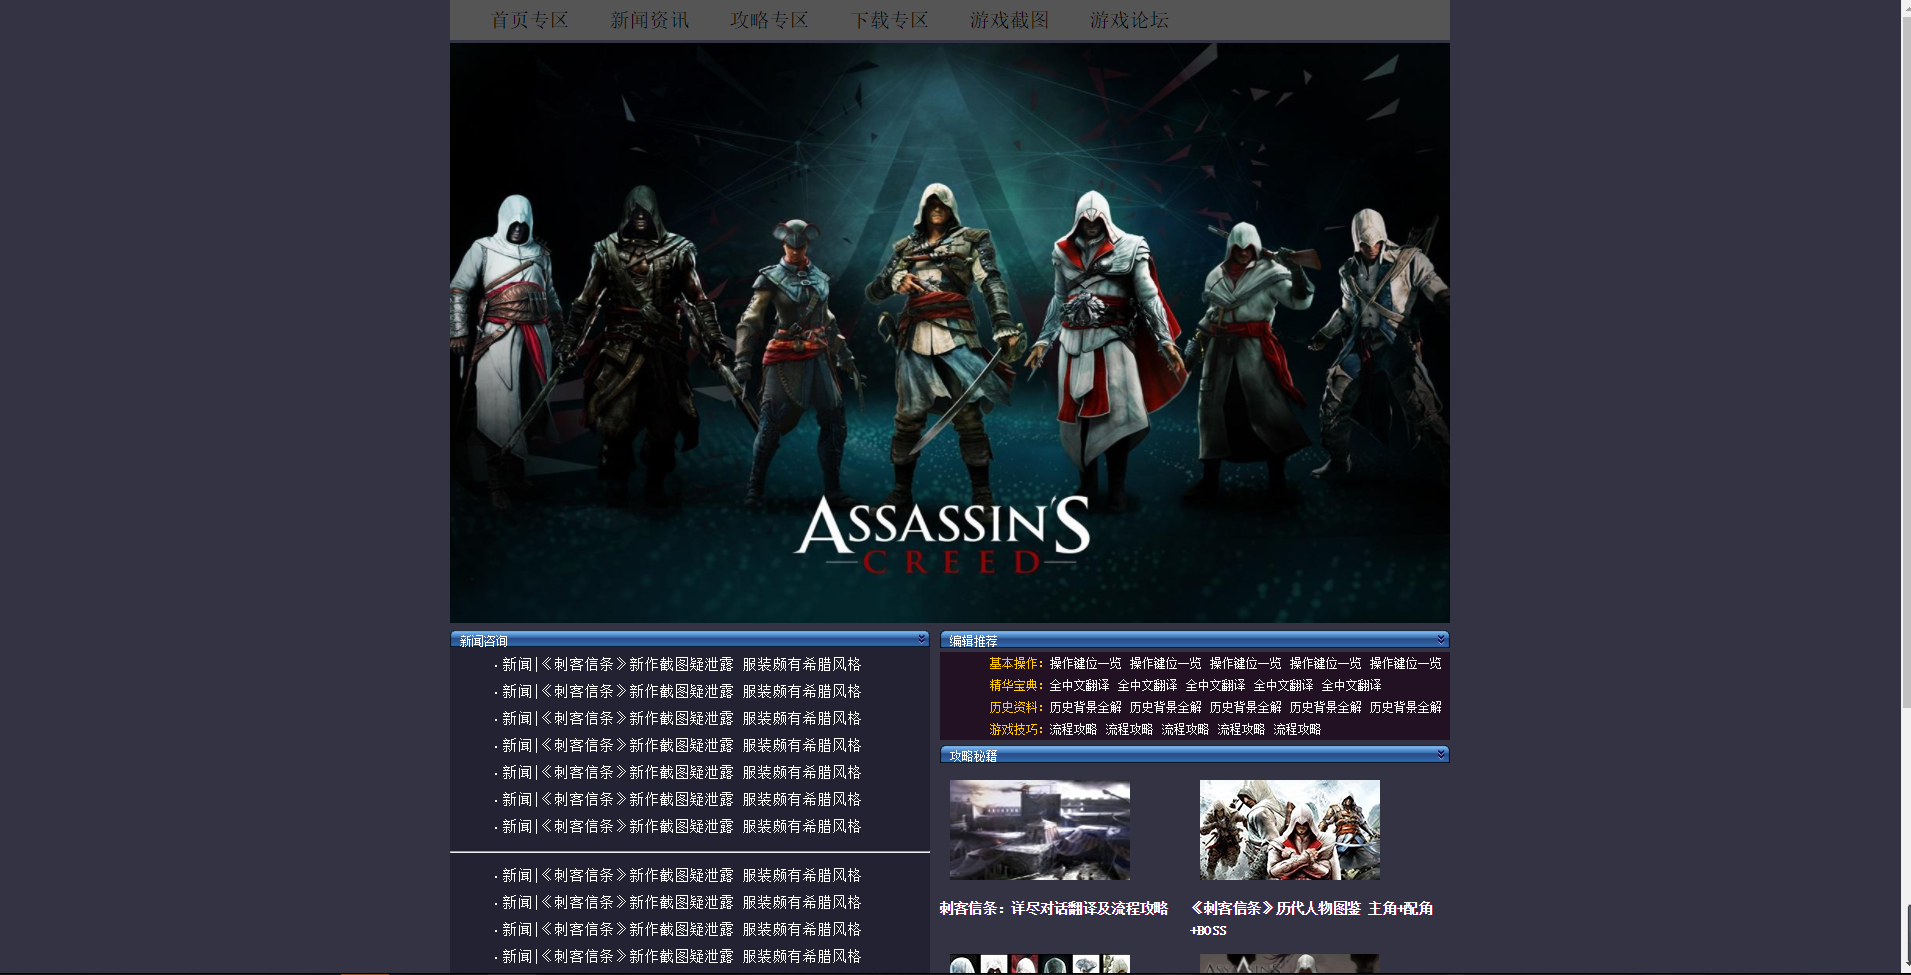 首页专区 新闻资讯 攻略专区 下载专区 游戏截图 游戏论坛
ASSASSIN'S
CREED
新闻咨询
· 新闻|《刺客信条》新作截图疑泄露 服装颇有希腊风格
· 新闻|《刺客信条》新作截图疑泄露 服装颇有希腊风格
· 新闻|《刺客信条》新作截图疑泄露 服装颇有希腊风格
· 新闻|《刺客信条》新作截图疑泄露 服装颇有希腊风格
· 新闻|《刺客信条》新作截图疑泄露 服装颇有希腊风格
· 新闻|《刺客信条》新作截图疑泄露 服装颇有希腊风格
· 新闻|《刺客信条》新作截图疑泄露 服装颇有希腊风格
· 新闻|《刺客信条》新作截图疑泄露 服装颇有希腊风格
· 新闻|《刺客信条》新作截图疑泄露 服装颇有希腊风格
· 新闻|《刺客信条》新作截图疑泄露 服装颇有希腊风格
· 新闻|《刺客信条》新作截图疑泄露 服装颇有希腊风格
编辑推荐
基本操作：操作键位一览 操作键位一览 操作键位一览 操作键位一览 操作键位一览
精华宝典：全中文翻译 全中文翻译 全中文翻译 全中文翻译 全中文翻译
历史资料：历史背景全解 历史背景全解 历史背景全解 历史背景全解 历史背景全解
游戏技巧：流程攻略 流程攻略 流程攻略 流程攻略 流程攻略
攻略秘籍
刺客信条：详尽对话翻译及流程攻略
《刺客信条》历代人物图鉴 主角+配角
+BOSS